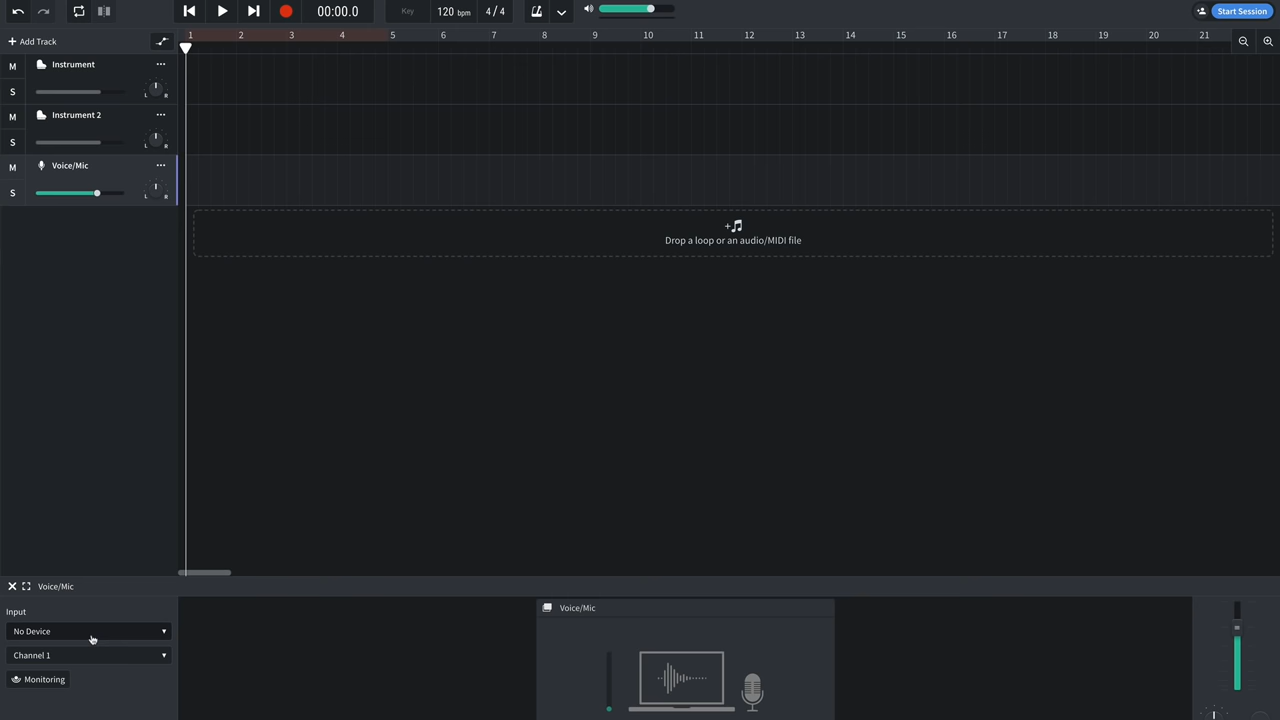 00:00.0
Key
120 bpm
4 / 4
Start Session
+ Add Track
1 2 3 4 5 6 7 8 9 10 11 12 13 14 15 16 17 18 19 20 21
M Instrument
S L R
M Instrument 2
S L R
M Voice/Mic
S L R
Drop a loop or an audio/MIDI file
Voice/Mic
Input
No Device
Channel 1
Monitoring
Voice/Mic